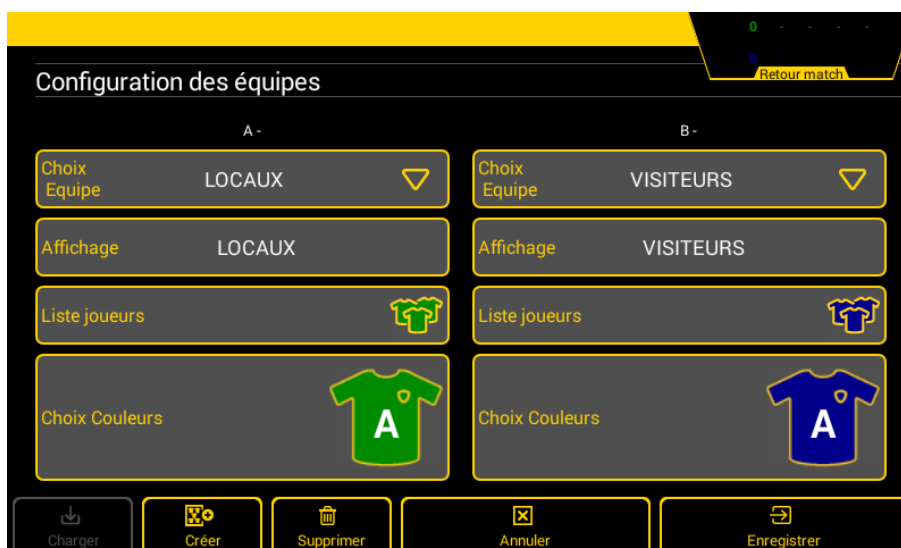 0 - - - -
0 - - - -
Retour match
Configuration des équipes
A -
B -
Choix
Equipe
LOCAUX
Choix
Equipe
VISITEURS
Affichage
LOCAUX
Affichage
VISITEURS
Liste joueurs
Liste joueurs
Choix Couleurs
A
Choix Couleurs
A
Charger
Créer
Supprimer
Annuler
Enregistrer